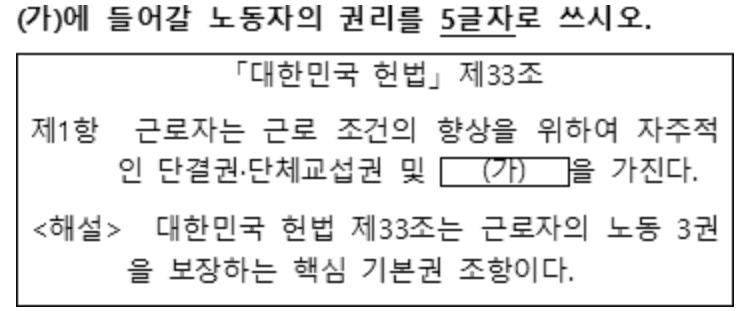 (가)에 들어갈 노동자의 권리를 5글자로 쓰시오.
「대한민국 헌법」 제33조
제1항 근로자는 근로 조건의 향상을 위하여 자주적
인 단결권·단체교섭권 및 (가) 을 가진다.
<해설> 대한민국 헌법 제33조는 근로자의 노동 3권
을 보장하는 핵심 기본권 조항이다.